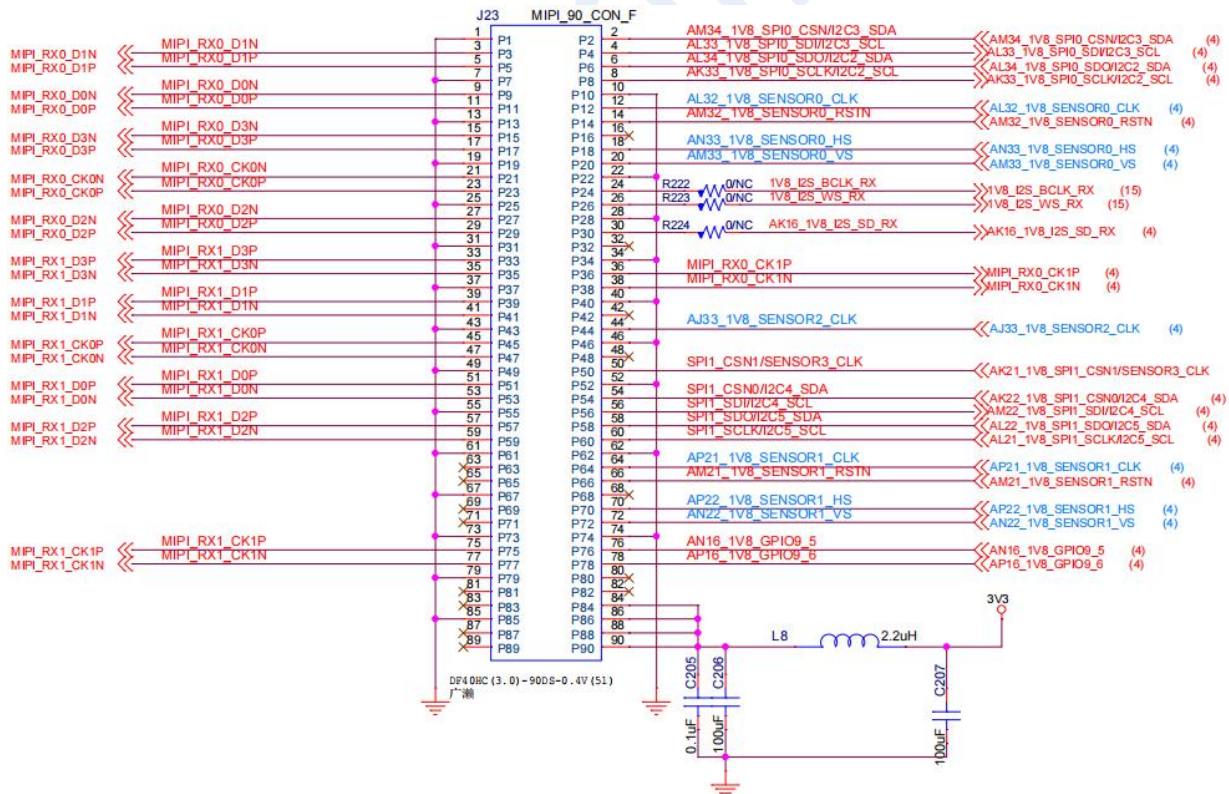 J23 MIPI_90_CON_F
MIPI_RX0_D1N MIPI_RX0_D1N
MIPI_RX0_D1P MIPI_RX0_D1P
MIPI_RX0_D0N MIPI_RX0_D0N
MIPI_RX0_D0P MIPI_RX0_D0P
MIPI_RX0_D3N MIPI_RX0_D3N
MIPI_RX0_D3P MIPI_RX0_D3P
MIPI_RX0_CK0N MIPI_RX0_CK0N
MIPI_RX0_CK0P MIPI_RX0_CK0P
MIPI_RX0_D2N MIPI_RX0_D2N
MIPI_RX0_D2P MIPI_RX0_D2P
MIPI_RX1_D3P MIPI_RX1_D3P
MIPI_RX1_D3N MIPI_RX1_D3N
MIPI_RX1_D1P MIPI_RX1_D1P
MIPI_RX1_D1N MIPI_RX1_D1N
MIPI_RX1_CK0P MIPI_RX1_CK0P
MIPI_RX1_CK0N MIPI_RX1_CK0N
MIPI_RX1_D0P MIPI_RX1_D0P
MIPI_RX1_D0N MIPI_RX1_D0N
MIPI_RX1_D2P MIPI_RX1_D2P
MIPI_RX1_D2N MIPI_RX1_D2N
MIPI_RX1_CK1P MIPI_RX1_CK1P
MIPI_RX1_CK1N MIPI_RX1_CK1N
1 P1 P2 2
3 P3 P4 4
5 P5 P6 6
7 P7 P8 8
9 P9 P10 10
11 P11 P12 12
13 P13 P14 14
15 P15 P16 16
17 P17 P18 18
19 P19 P20 20
21 P21 P22 22
23 P23 P24 24
25 P25 P26 26
27 P27 P28 28
29 P29 P30 30
31 P31 P32 32
33 P33 P34 34
35 P35 P36 36
37 P37 P38 38
39 P39 P40 40
41 P41 P42 42
43 P43 P44 44
45 P45 P46 46
47 P47 P48 48
49 P49 P50 50
51 P51 P52 52
53 P53 P54 54
55 P55 P56 56
57 P57 P58 58
59 P59 P60 60
61 P61 P62 62
63 P63 P64 64
65 P65 P66 66
67 P67 P68 68
69 P69 P70 70
71 P71 P72 72
73 P73 P74 74
75 P75 P76 76
77 P77 P78 78
79 P79 P80 80
81 P81 P82 82
83 P83 P84 84
85 P85 P86 86
87 P87 P88 88
89 P89 P90 90
AM34_1V8_SPI0_CSN/I2C3_SDA AM34_1V8_SPI0_CSN/I2C3_SDA (4)
AL33_1V8_SPI0_SDI/I2C3_SCL AL33_1V8_SPI0_SDI/I2C3_SCL (4)
AL34_1V8_SPI0_SDO/I2C2_SDA AL34_1V8_SPI0_SDO/I2C2_SDA (4)
AK33_1V8_SPI0_SCLK/I2C2_SCL AK33_1V8_SPI0_SCLK/I2C2_SCL (4)
AL32_1V8_SENSOR0_CLK AL32_1V8_SENSOR0_CLK (4)
AM32_1V8_SENSOR0_RSTN AM32_1V8_SENSOR0_RSTN (4)
AN33_1V8_SENSOR0_HS AN33_1V8_SENSOR0_HS (4)
AM33_1V8_SENSOR0_VS AM33_1V8_SENSOR0_VS (4)
R222 0/NC 1V8_I2S_BCLK_RX 1V8_I2S_BCLK_RX (15)
R223 0/NC 1V8_I2S_WS_RX 1V8_I2S_WS_RX (15)
R224 0/NC AK16_1V8_I2S_SD_RX AK16_1V8_I2S_SD_RX (4)
MIPI_RX0_CK1P MIPI_RX0_CK1P (4)
MIPI_RX0_CK1N MIPI_RX0_CK1N (4)
AJ33_1V8_SENSOR2_CLK AJ33_1V8_SENSOR2_CLK (4)
SPI1_CSN1/SENSOR3_CLK AK21_1V8_SPI1_CSN1/SENSOR3_CLK
SPI1_CSN0/I2C4_SDA AK22_1V8_SPI1_CSN0/I2C4_SDA (4)
SPI1_SDI/I2C4_SCL AM22_1V8_SPI1_SDI/I2C4_SCL (4)
SPI1_SDO/I2C5_SDA AL22_1V8_SPI1_SDO/I2C5_SDA (4)
SPI1_SCLK/I2C5_SCL AL21_1V8_SPI1_SCLK/I2C5_SCL (4)
AP21_1V8_SENSOR1_CLK AP21_1V8_SENSOR1_CLK (4)
AM21_1V8_SENSOR1_RSTN AM21_1V8_SENSOR1_RSTN (4)
AP22_1V8_SENSOR1_HS AP22_1V8_SENSOR1_HS (4)
AN22_1V8_SENSOR1_VS AN22_1V8_SENSOR1_VS (4)
AN16_1V8_GPIO9_5 AN16_1V8_GPIO9_5 (4)
AP16_1V8_GPIO9_6 AP16_1V8_GPIO9_6 (4)
3V3
L8 2.2uH
DF40HC(3.0)-90DS-0.4V(51)
广濑
C205 0.1uF
C206 100uF
C207 100uF